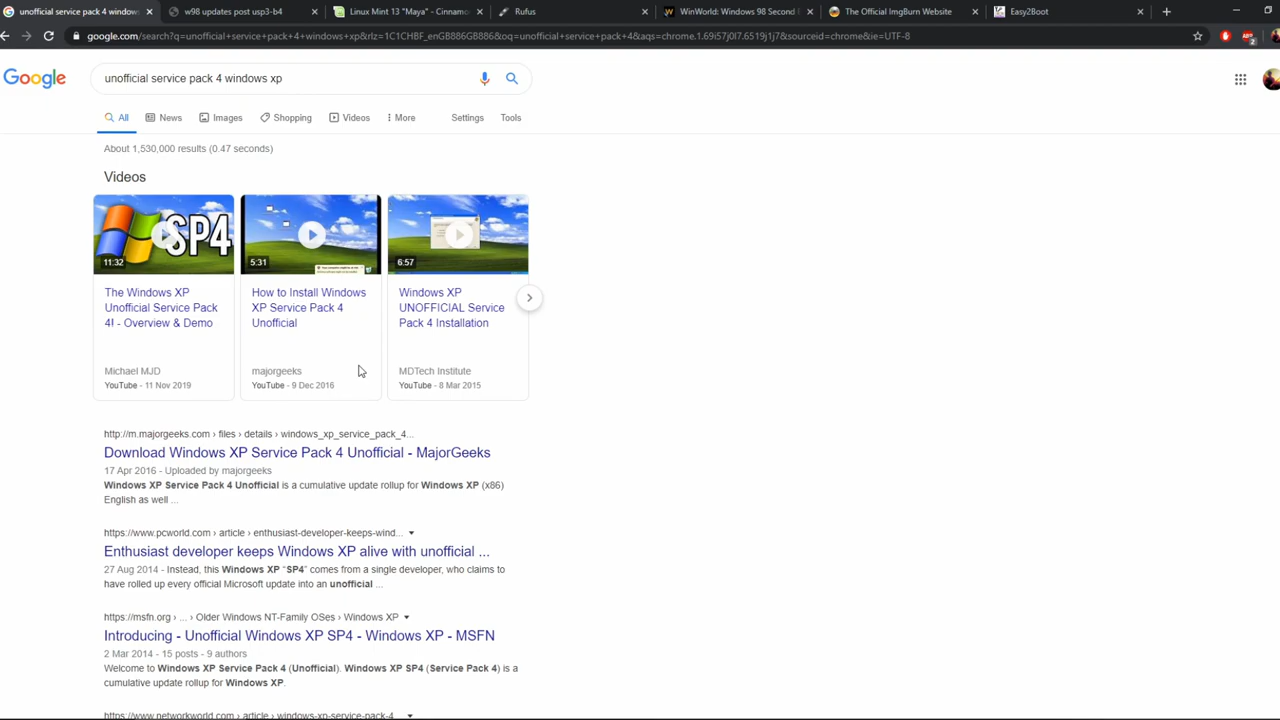 unofficial service pack 4 windows
w98 updates post usp3-b4
Linux Mint 13 "Maya" - Cinnamo
Rufus
WinWorld: Windows 98 Second
The Official ImgBurn Website
Easy2Boot
google.com/search?q=unofficial+service+pack+4+windows+xp&rlz=1C1CHBF_enGB886GB886&oq=unofficial+service+pack+4&aqs=chrome.1.69i57j0l7.6519j1j7&sourceid=chrome&ie=UTF-8
2
Google
unofficial service pack 4 windows xp
All
News
Images
Shopping
Videos
More
Settings
Tools
About 1,530,000 results (0.47 seconds)
Videos
SP4
11:32
5:31
6:57
The Windows XP
Unofficial Service Pack
4! - Overview & Demo
Michael MJD
YouTube - 11 Nov 2019
How to Install Windows
XP Service Pack 4
Unofficial
majorgeeks
YouTube - 9 Dec 2016
Windows XP
UNOFFICIAL Service
Pack 4 Installation
MDTech Institute
YouTube - 8 Mar 2015
http://m.majorgeeks.com › files › details › windows_xp_service_pack_4...
Download Windows XP Service Pack 4 Unofficial - MajorGeeks
17 Apr 2016 - Uploaded by majorgeeks
Windows XP Service Pack 4 Unofficial is a cumulative update rollup for Windows XP (x86)
English as well ...
https://www.pcworld.com › article › enthusiast-developer-keeps-wind...
Enthusiast developer keeps Windows XP alive with unofficial ...
27 Aug 2014 - Instead, this Windows XP “SP4” comes from a single developer, who claims to
have rolled up every official Microsoft update into an unofficial ...
https://msfn.org › ... › Older Windows NT-Family OSes › Windows XP
Introducing - Unofficial Windows XP SP4 - Windows XP - MSFN
2 Mar 2014 - 15 posts - 9 authors
Welcome to Windows XP Service Pack 4 (Unofficial). Windows XP SP4 (Service Pack 4) is a
cumulative update rollup for Windows XP.
https://www.networkworld.com › article › windows-xp-service-pack-4